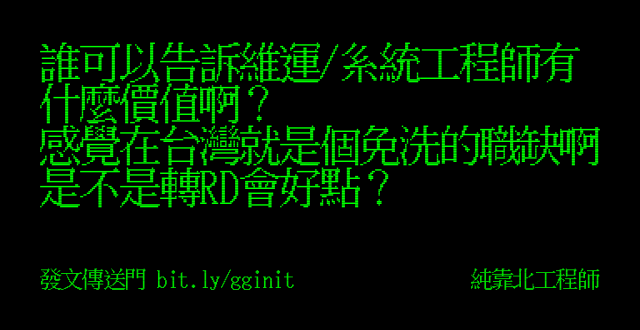 誰可以告訴維運/系統工程師有
什麼價值啊？
感覺在台灣就是個免洗的職缺啊
是不是轉RD會好點？
發文傳送門 bit.ly/gginit
純靠北工程師